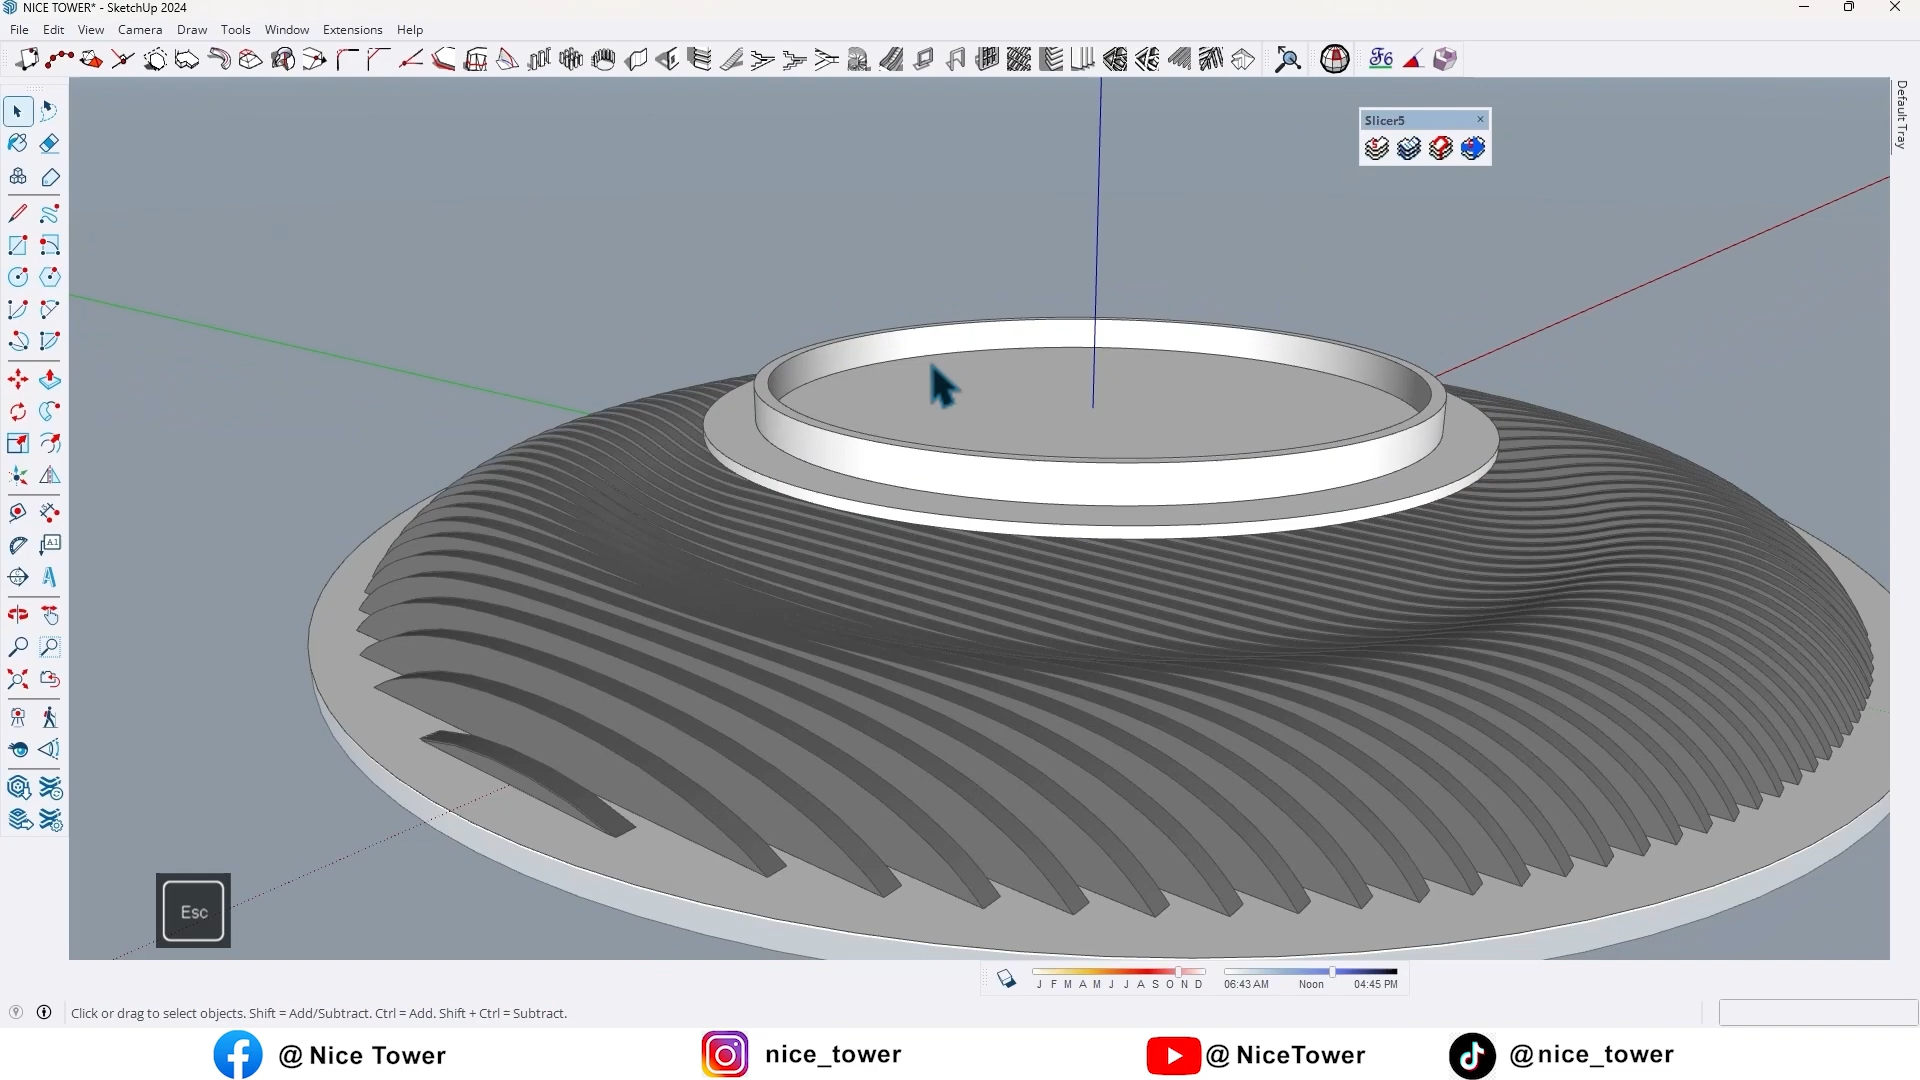 NICE TOWER* - SketchUp 2024
File Edit View Camera Draw Tools Window Extensions Help
Slicer5
Default Tray
A1
Esc
J F M A M J J A S O N D
06:43 AM Noon 04:45 PM
Click or drag to select objects. Shift = Add/Subtract. Ctrl = Add. Shift + Ctrl = Subtract.
@ Nice Tower
nice_tower
@ NiceTower
@nice_tower